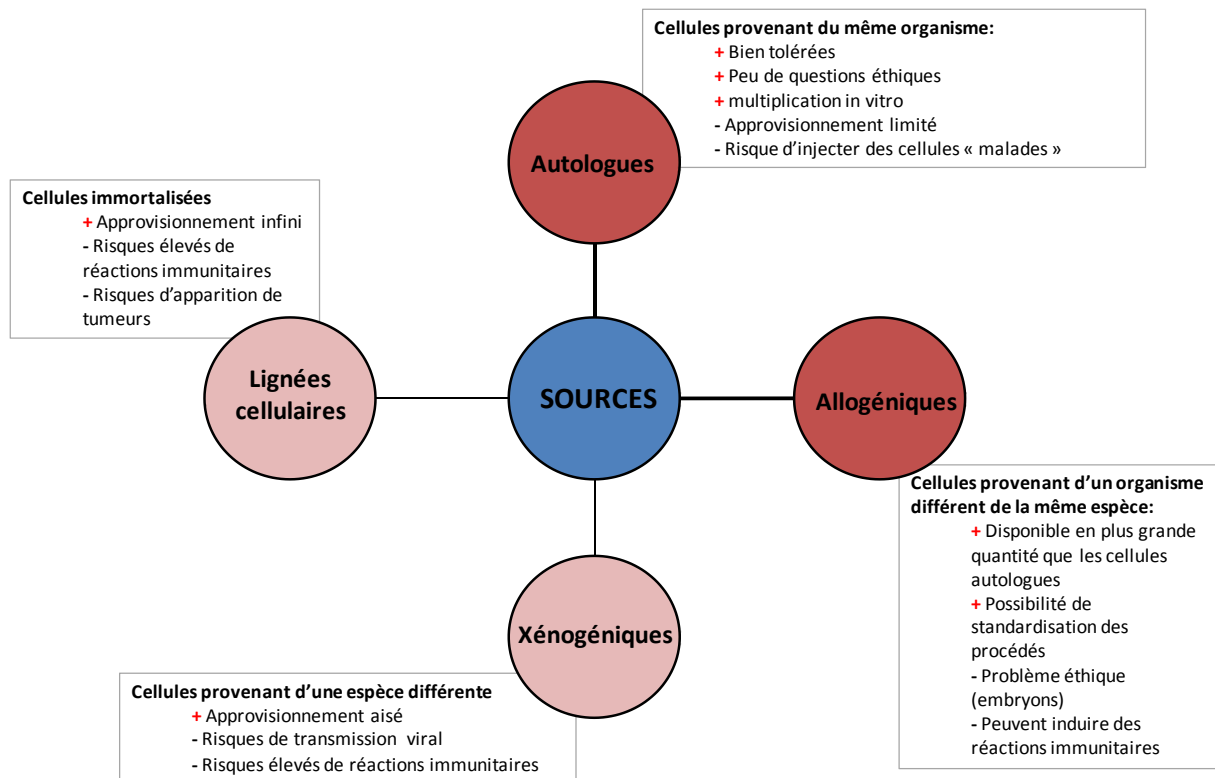 Cellules provenant du même organisme:
+ Bien tolérées
+ Peu de questions éthiques
+ multiplication in vitro
- Approvisionnement limité
- Risque d'injecter des cellules « malades »
Autologues
Cellules immortalisées
+ Approvisionnement infini
- Risques élevés de
réactions immunitaires
- Risques d'apparition de
tumeurs
Lignées
cellulaires
SOURCES
Allogéniques
Cellules provenant d'un organisme
différent de la même espèce:
+ Disponible en plus grande
quantité que les cellules
autologues
+ Possibilité de
standardisation des
procédés
- Problème éthique
(embryons)
- Peuvent induire des
réactions immunitaires
Xénogéniques
Cellules provenant d'une espèce différente
+ Approvisionnement aisé
- Risques de transmission viral
- Risques élevés de réactions immunitaires